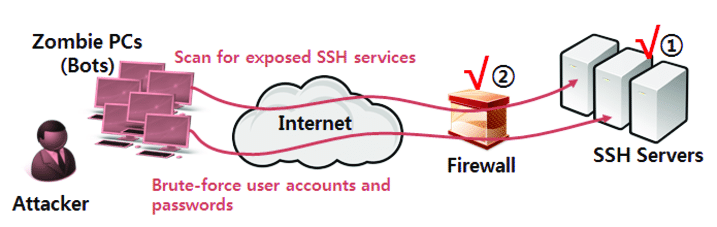 Zombie PCs
(Bots)
Scan for exposed SSH services
√ ①
√ ②
Internet
Firewall
SSH Servers
Attacker
Brute-force user accounts and
passwords